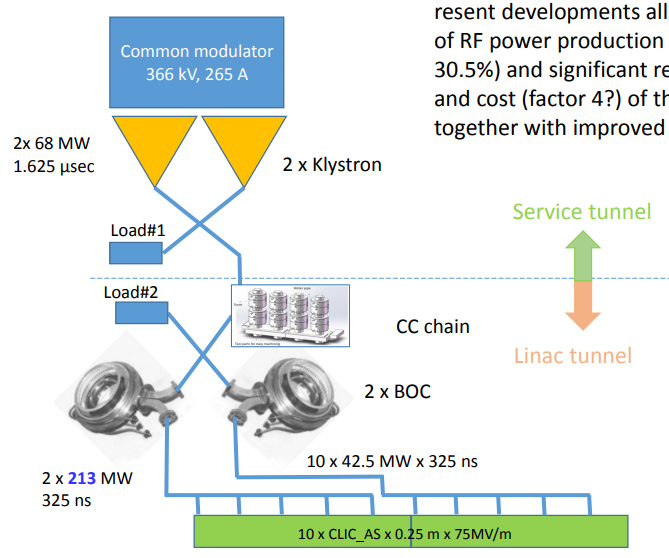 resent developments all
of RF power production
30.5%) and significant re
and cost (factor 4?) of th
together with improved
Common modulator
366 kV, 265 A
2x 68 MW
1.625 µsec
2 x Klystron
Service tunnel
Load#1
Load#2
CC chain
Linac tunnel
2 x BOC
2 x 213 MW
325 ns
10 x 42.5 MW x 325 ns
10 x CLIC_AS x 0.25 m x 75MV/m